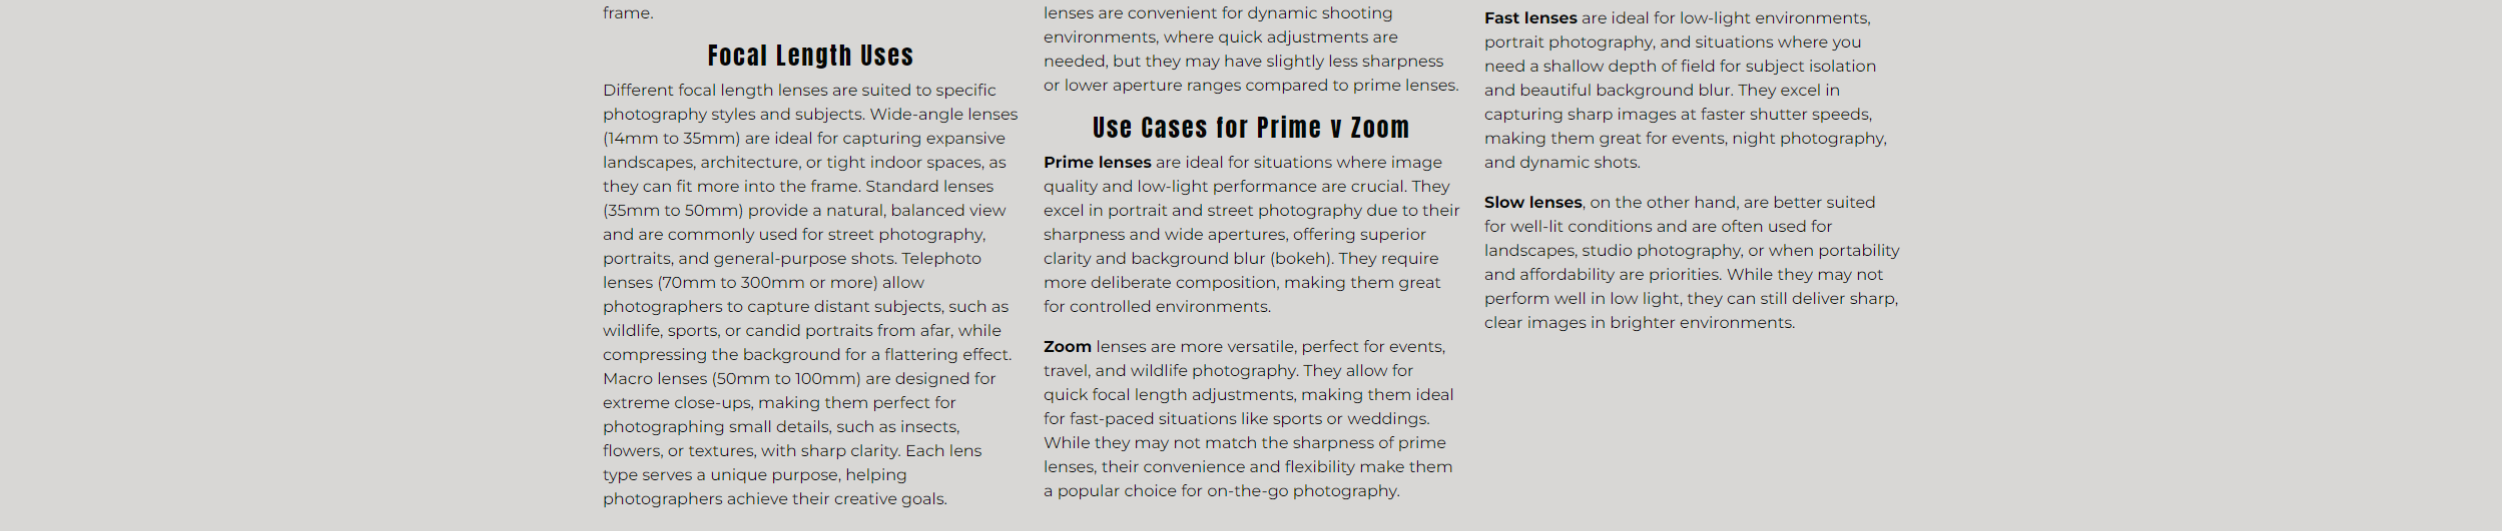 frame.
Focal Length Uses
Different focal length lenses are suited to specific
photography styles and subjects. Wide-angle lenses
(14mm to 35mm) are ideal for capturing expansive
landscapes, architecture, or tight indoor spaces, as
they can fit more into the frame. Standard lenses
(35mm to 50mm) provide a natural, balanced view
and are commonly used for street photography,
portraits, and general-purpose shots. Telephoto
lenses (70mm to 300mm or more) allow
photographers to capture distant subjects, such as
wildlife, sports, or candid portraits from afar, while
compressing the background for a flattering effect.
Macro lenses (50mm to 100mm) are designed for
extreme close-ups, making them perfect for
photographing small details, such as insects,
flowers, or textures, with sharp clarity. Each lens
type serves a unique purpose, helping
photographers achieve their creative goals.
lenses are convenient for dynamic shooting
environments, where quick adjustments are
needed, but they may have slightly less sharpness
or lower aperture ranges compared to prime lenses.
Use Cases for Prime v Zoom
Prime lenses are ideal for situations where image
quality and low-light performance are crucial. They
excel in portrait and street photography due to their
sharpness and wide apertures, offering superior
clarity and background blur (bokeh). They require
more deliberate composition, making them great
for controlled environments.
Zoom lenses are more versatile, perfect for events,
travel, and wildlife photography. They allow for
quick focal length adjustments, making them ideal
for fast-paced situations like sports or weddings.
While they may not match the sharpness of prime
lenses, their convenience and flexibility make them
a popular choice for on-the-go photography.
Fast lenses are ideal for low-light environments,
portrait photography, and situations where you
need a shallow depth of field for subject isolation
and beautiful background blur. They excel in
capturing sharp images at faster shutter speeds,
making them great for events, night photography,
and dynamic shots.
Slow lenses, on the other hand, are better suited
for well-lit conditions and are often used for
landscapes, studio photography, or when portability
and affordability are priorities. While they may not
perform well in low light, they can still deliver sharp,
clear images in brighter environments.